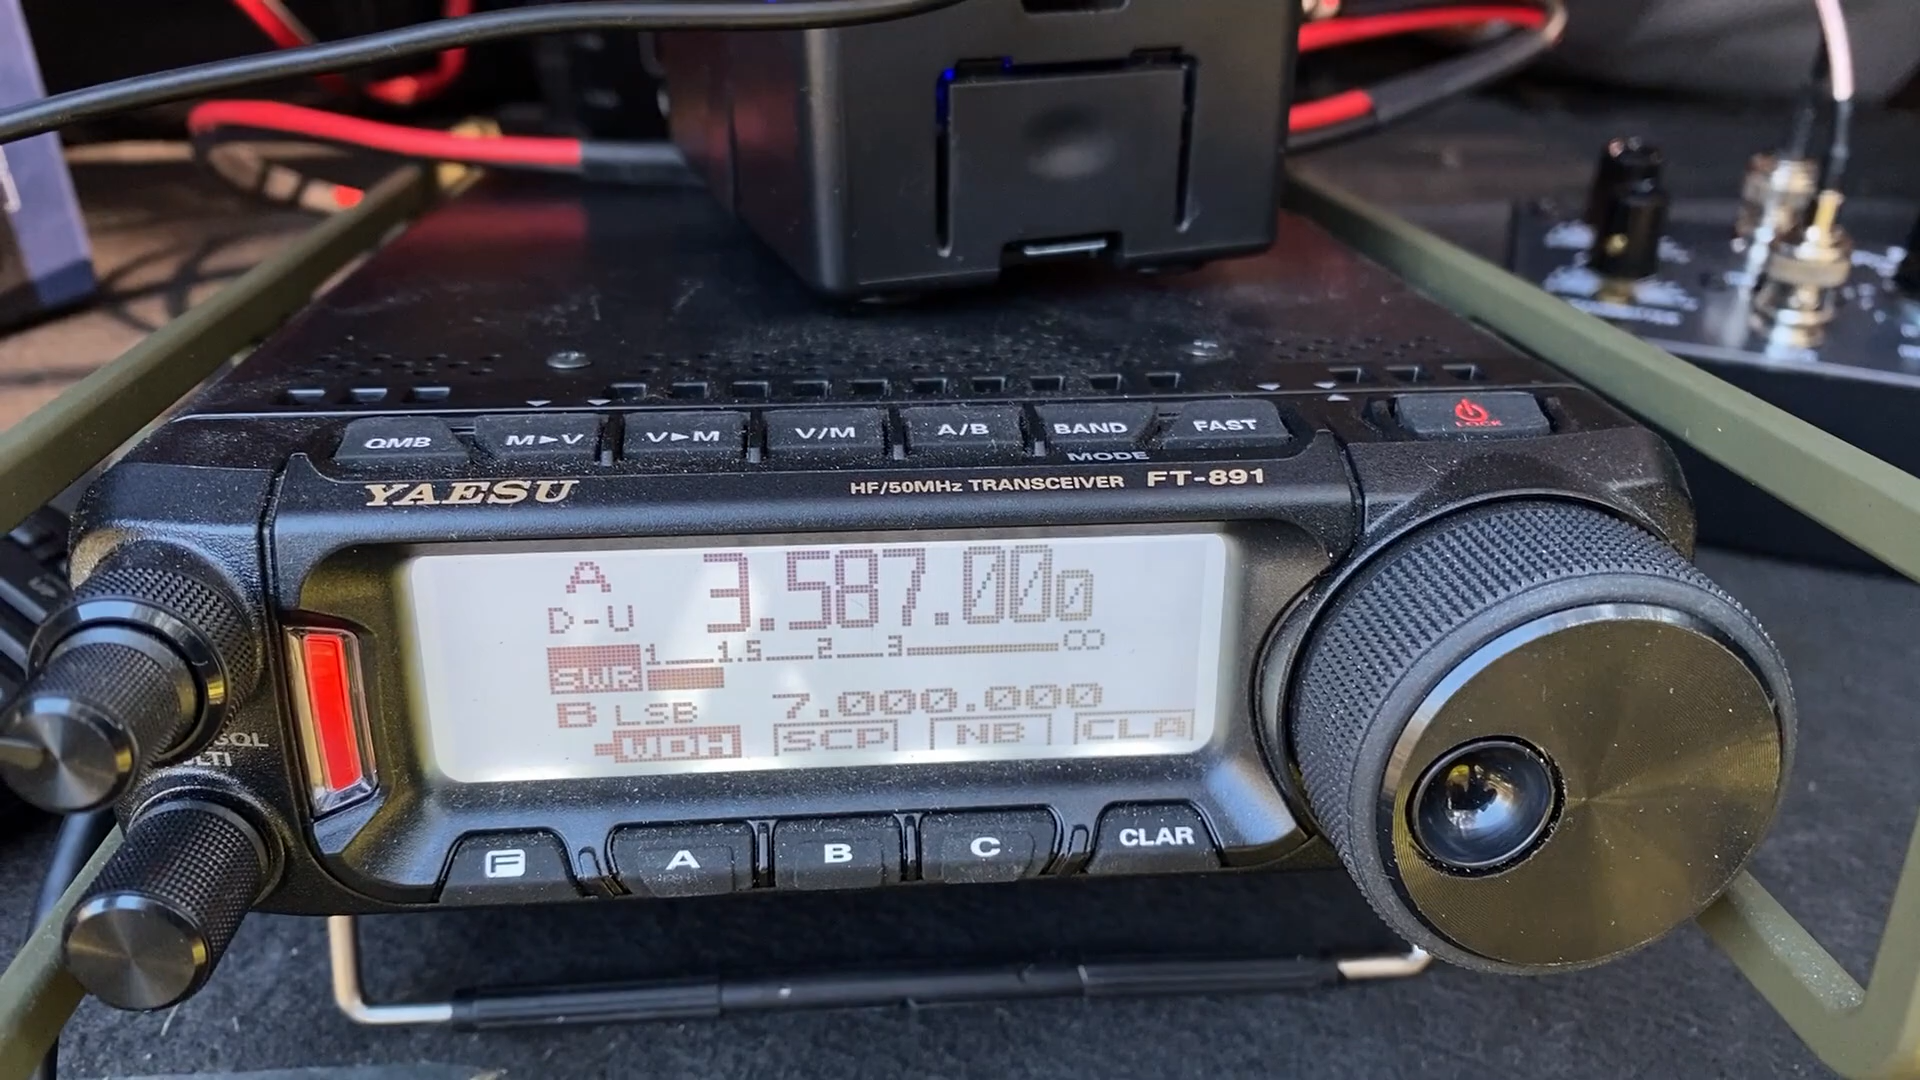 QMB M▶V V▶M V/M A/B BAND FAST LOCK
MODE
YAESU HF/50MHz TRANSCEIVER FT-891
A 3.587.000
D-U
1 1.5 2 3 ∞
SWR
B LSB 7.000.000
WDH SCP NB CLA
SQL
F A B C CLAR